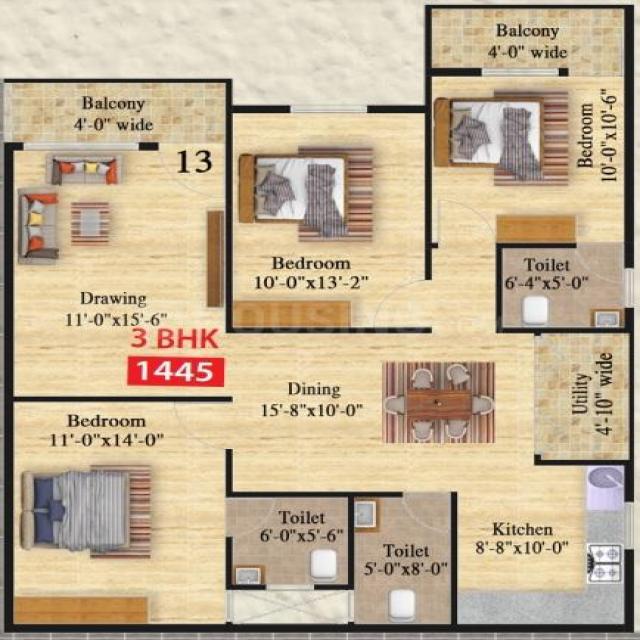 Balcony
4'-0" wide
Balcony
4'-0" wide
13
Bedroom
10'-0"x10'-6"
Bedroom
10'-0"x13'-2"
Toilet
6'-4"x5'-0"
Drawing
11'-0"x15'-6"
3 BHK
1445
Dining
15'-8"x10'-0"
Utility
4'-10" wide
Bedroom
11'-0"x14'-0"
Toilet
6'-0"x5'-6"
Toilet
5'-0"x8'-0"
Kitchen
8'-8"x10'-0"